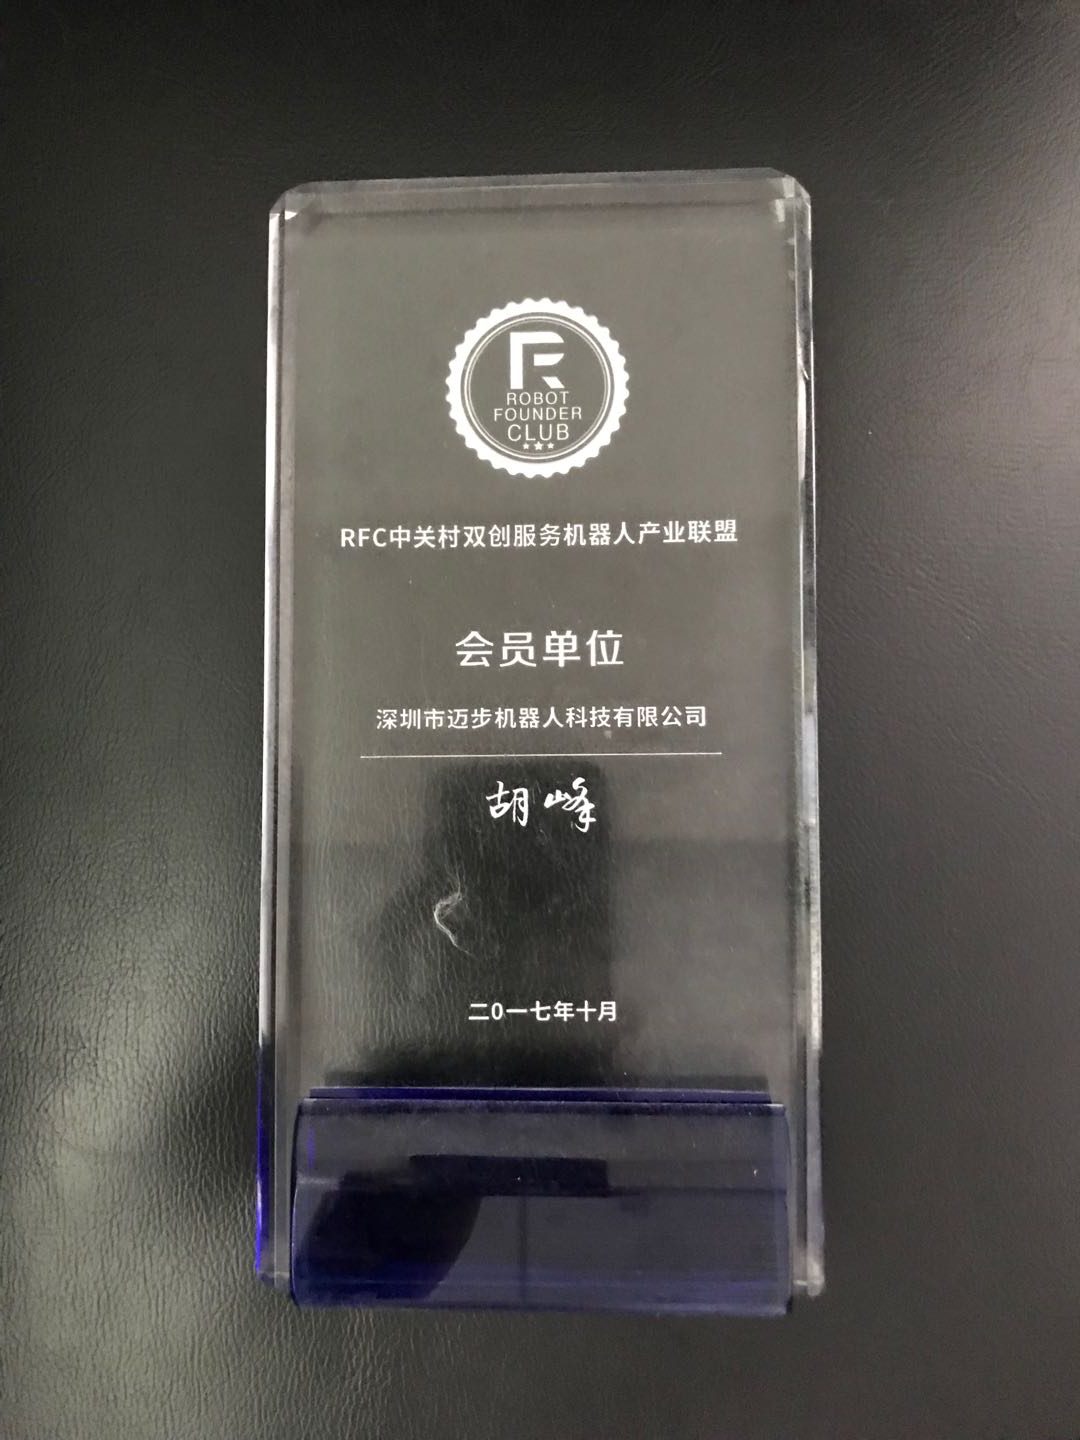 R
ROBOT
FOUNDER
CLUB
RFC中关村双创服务机器人产业联盟
会员单位
深圳市迈步机器人科技有限公司
胡峰
二0一七年十月